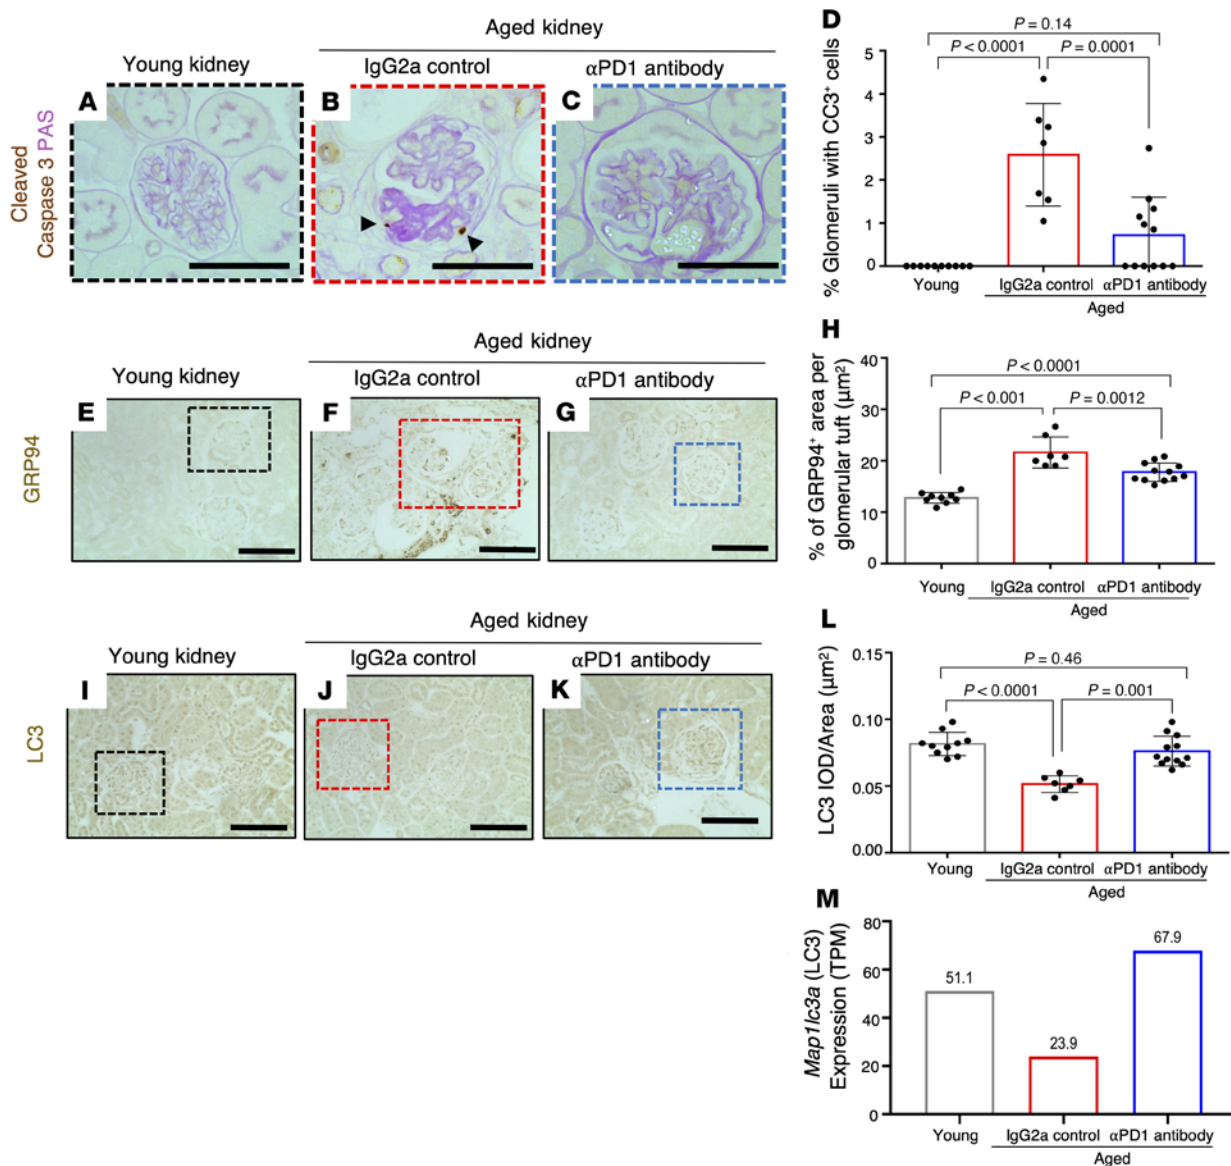 Aged kidney
Young kidney
IgG2a control
αPD1 antibody
A
B
C
Cleaved
Caspase 3 PAS
D
P = 0.14
P < 0.0001
P = 0.0001
% Glomeruli with CC3⁺ cells
5
4
3
2
1
0
Young
IgG2a control
αPD1 antibody
Aged
Aged kidney
Young kidney
IgG2a control
αPD1 antibody
E
F
G
GRP94
H
P < 0.0001
P < 0.001
P = 0.0012
% of GRP94⁺ area per
glomerular tuft (μm²)
40
30
20
10
0
Young
IgG2a control
αPD1 antibody
Aged
Aged kidney
Young kidney
IgG2a control
αPD1 antibody
I
J
K
LC3
L
P = 0.46
P < 0.0001
P = 0.001
LC3 IOD/Area (μm²)
0.15
0.10
0.05
0.00
Young
IgG2a control
αPD1 antibody
Aged
M
Map1lc3a (LC3)
Expression (TPM)
80
60
40
20
0
51.1
23.9
67.9
Young
IgG2a control
αPD1 antibody
Aged